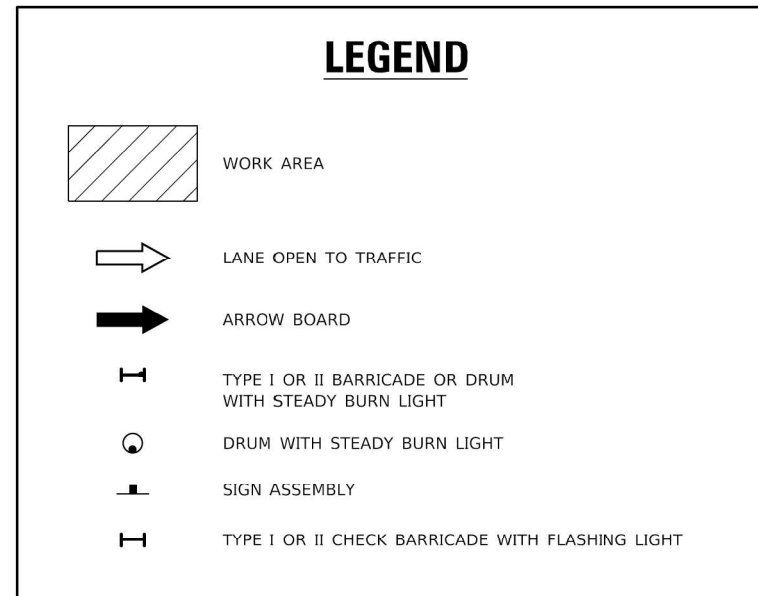 LEGEND
WORK AREA
LANE OPEN TO TRAFFIC
ARROW BOARD
TYPE I OR II BARRICADE OR DRUM
WITH STEADY BURN LIGHT
DRUM WITH STEADY BURN LIGHT
SIGN ASSEMBLY
TYPE I OR II CHECK BARRICADE WITH FLASHING LIGHT